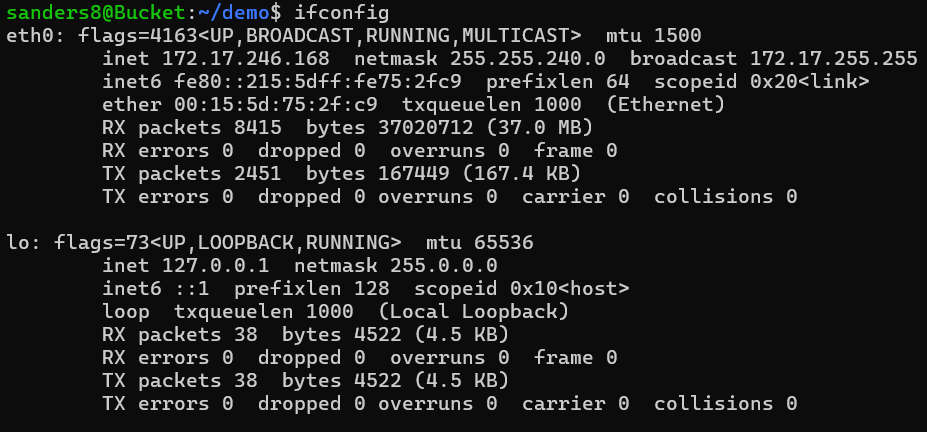 sanders8@Bucket:~/demo$ ifconfig
eth0: flags=4163<UP,BROADCAST,RUNNING,MULTICAST>  mtu 1500
        inet 172.17.246.168  netmask 255.255.240.0  broadcast 172.17.255.255
        inet6 fe80::215:5dff:fe75:2fc9  prefixlen 64  scopeid 0x20<link>
        ether 00:15:5d:75:2f:c9  txqueuelen 1000  (Ethernet)
        RX packets 8415  bytes 37020712 (37.0 MB)
        RX errors 0  dropped 0  overruns 0  frame 0
        TX packets 2451  bytes 167449 (167.4 KB)
        TX errors 0  dropped 0 overruns 0  carrier 0  collisions 0

lo: flags=73<UP,LOOPBACK,RUNNING>  mtu 65536
        inet 127.0.0.1  netmask 255.0.0.0
        inet6 ::1  prefixlen 128  scopeid 0x10<host>
        loop  txqueuelen 1000  (Local Loopback)
        RX packets 38  bytes 4522 (4.5 KB)
        RX errors 0  dropped 0  overruns 0  frame 0
        TX packets 38  bytes 4522 (4.5 KB)
        TX errors 0  dropped 0 overruns 0  carrier 0  collisions 0